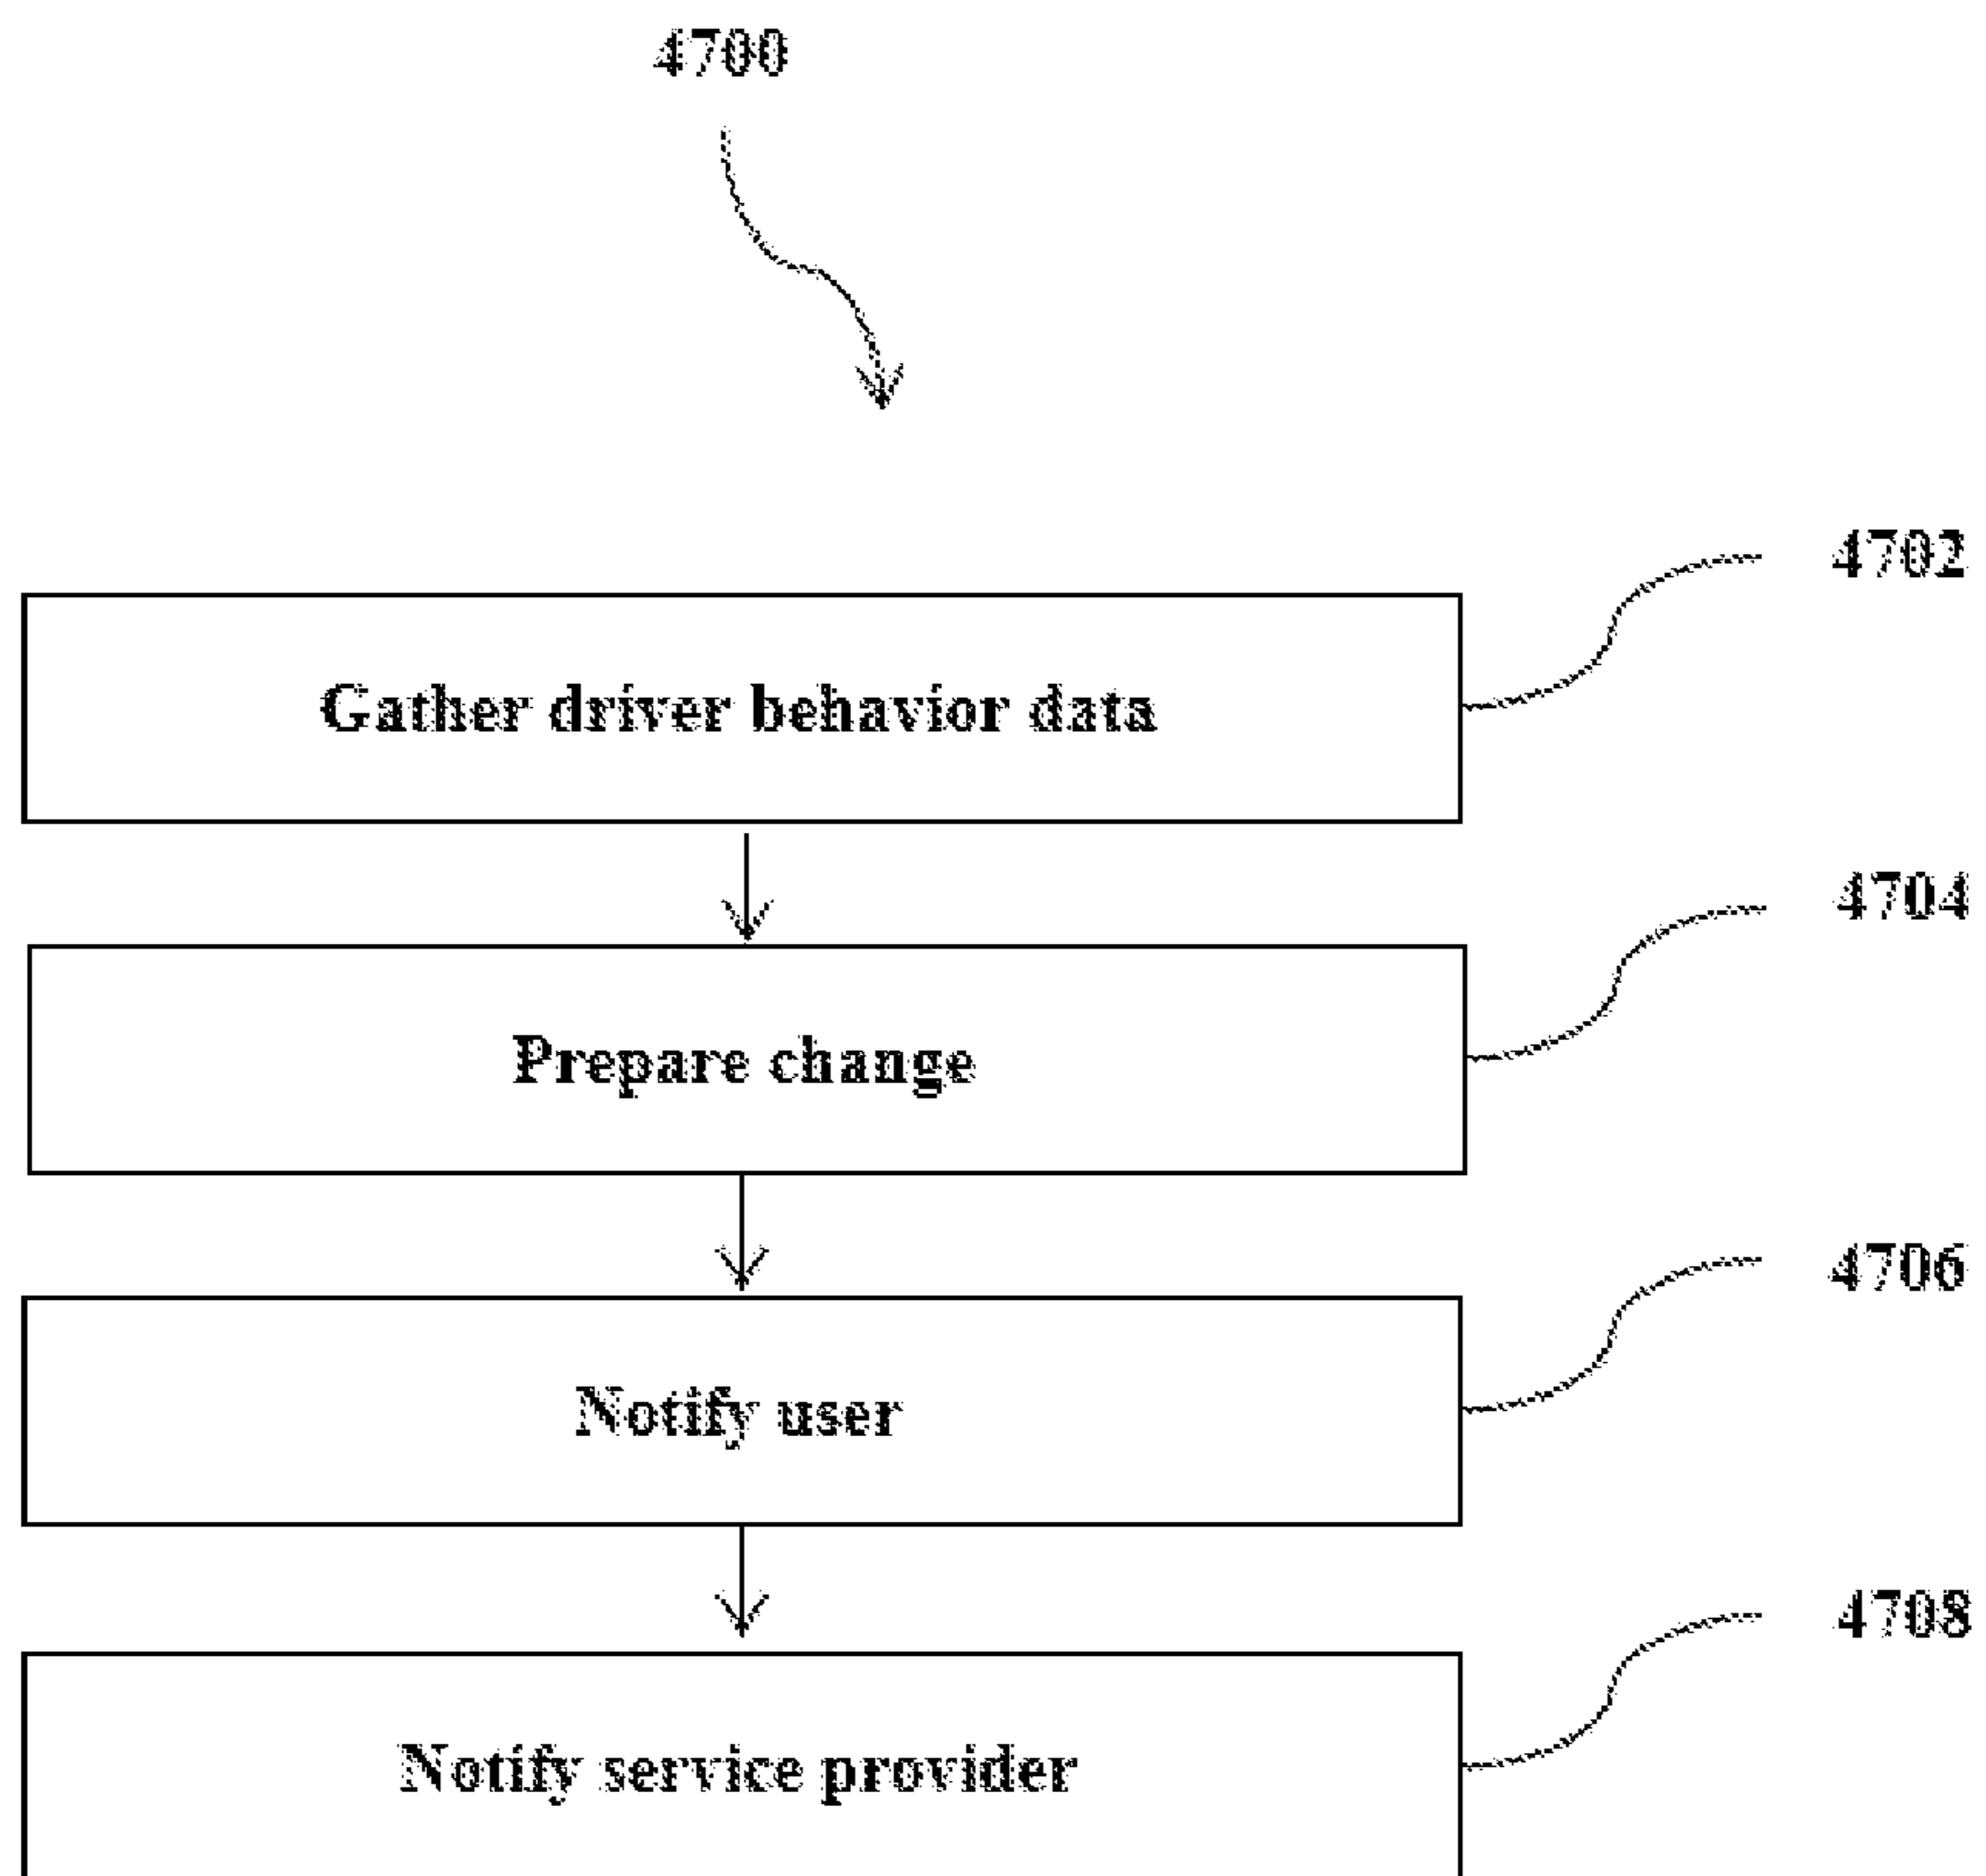 4700
4702
Gather driver behavior data
4704
Prepare change
4706
Notify user
4708
Notify service provider